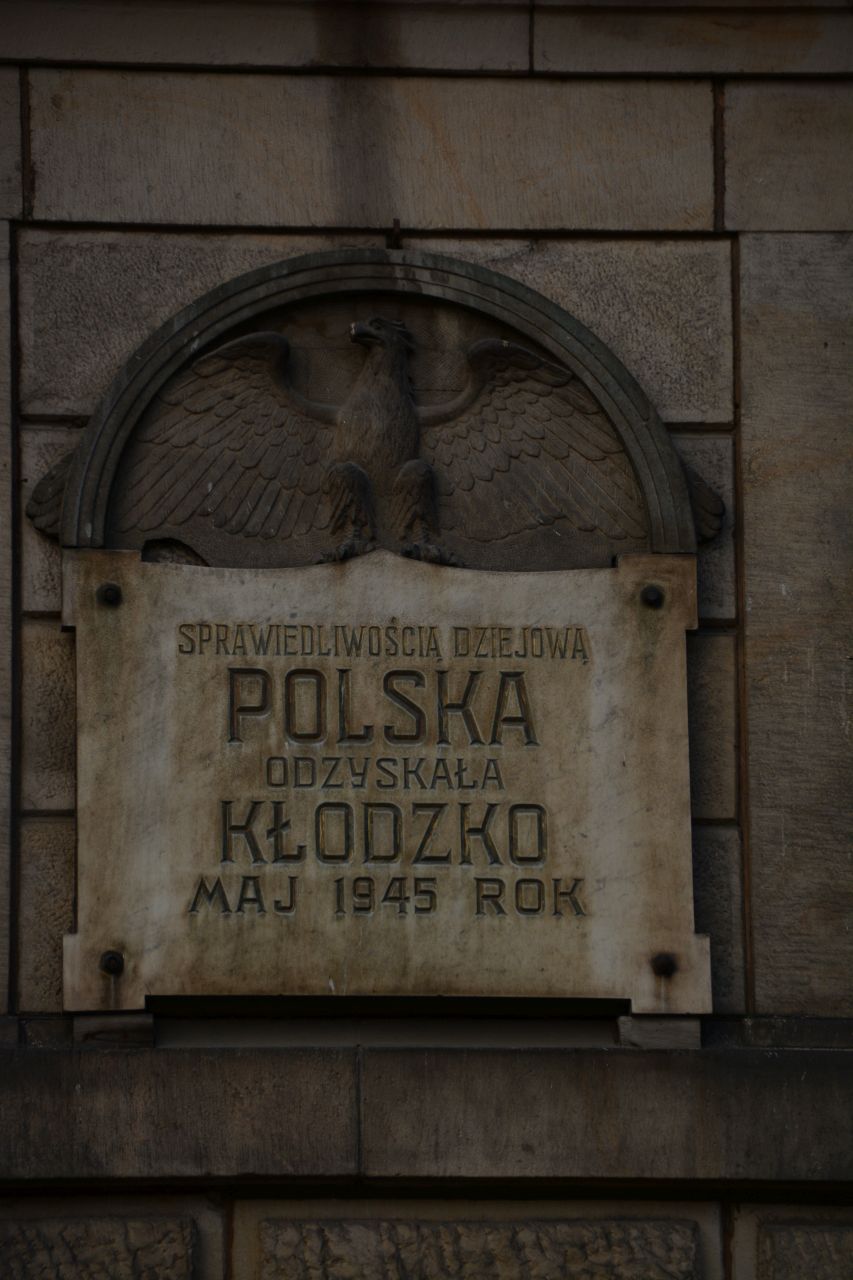 SPRAWIEDLIWOŚCIĄ DZIEJOWĄ
POLSKA
ODZYSKAŁA
KŁODZKO
MAJ 1945 ROK